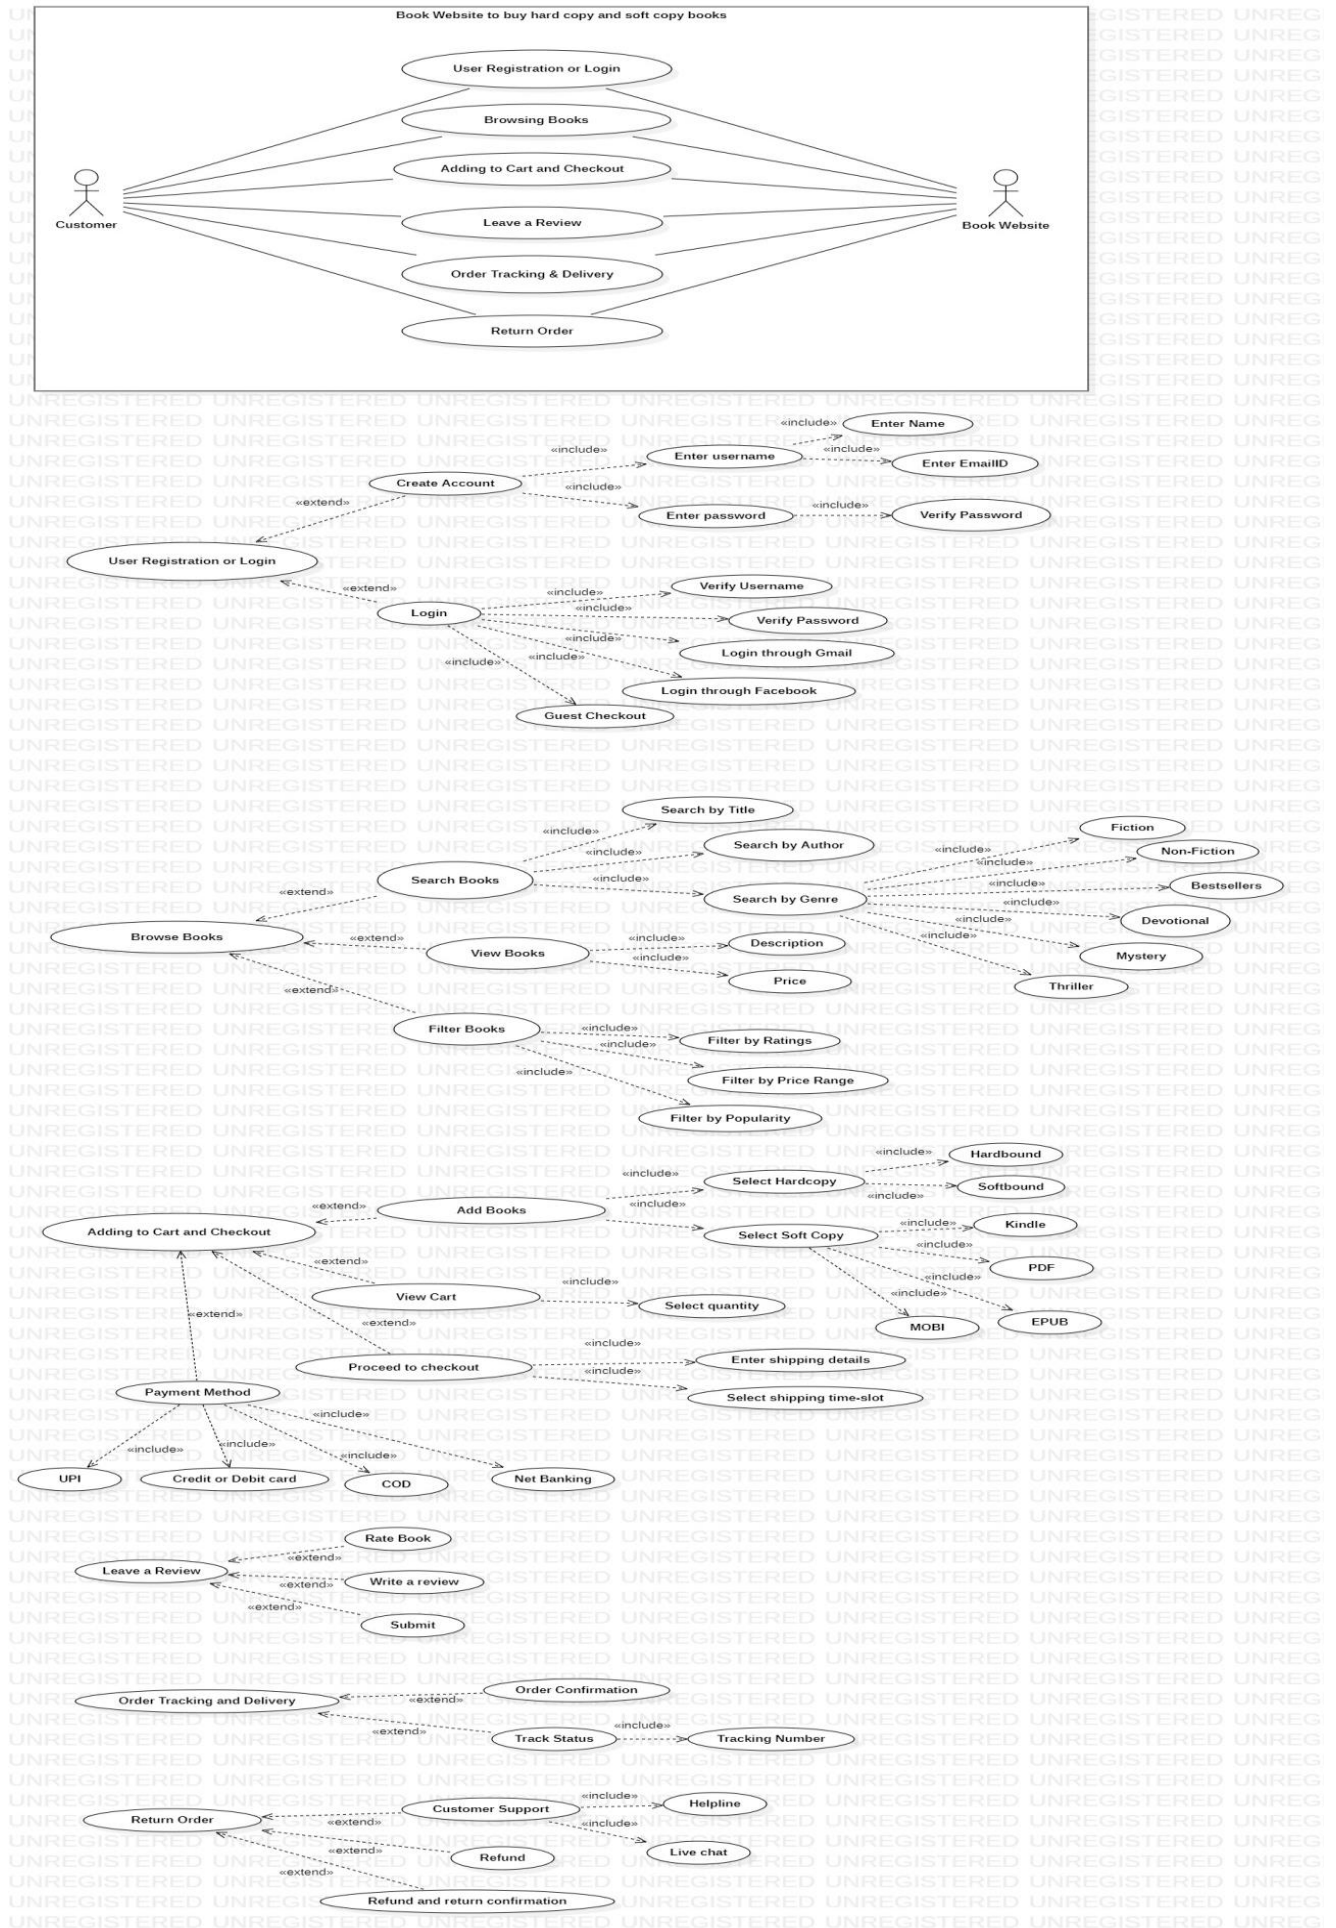 Book Website to buy hard copy and soft copy books
User Registration or Login
Browsing Books
Adding to Cart and Checkout
Customer
Leave a Review
Book Website
Order Tracking & Delivery
Return Order
«include»
Enter Name
«include»
Enter username
«include»
Enter EmailID
Create Account
«include»
«extend»
Enter password
«include»
Verify Password
User Registration or Login
«extend»
Login
«include»
Verify Username
«include»
Verify Password
«include»
Login through Gmail
«include»
«include»
Login through Facebook
Guest Checkout
Search by Title
«include»
Fiction
Search by Author
«include»
«include»
Non-Fiction
«include»
Search Books
«include»
«include»
Bestsellers
«extend»
Search by Genre
«include»
Devotional
«include»
Browse Books
«extend»
View Books
«include»
Description
«include»
Mystery
«include»
Price
Thriller
«extend»
Filter Books
«include»
Filter by Ratings
«include»
«include»
Filter by Price Range
Filter by Popularity
«include»
Hardbound
«include»
Select Hardcopy
«include»
Softbound
«extend»
Add Books
«include»
Adding to Cart and Checkout
Select Soft Copy
«include»
Kindle
«include»
PDF
«extend»
«include»
«include»
View Cart
«include»
Select quantity
MOBI
EPUB
«extend»
«extend»
«include»
Proceed to checkout
Enter shipping details
«include»
Select shipping time-slot
Payment Method
«include»
«include»
«include»
«include»
UPI
Credit or Debit card
COD
Net Banking
Rate Book
«extend»
Leave a Review
Write a review
«extend»
«extend»
Submit
Order Confirmation
Order Tracking and Delivery
«extend»
«extend»
Track Status
«include»
Tracking Number
«include»
Helpline
Customer Support
Return Order
«extend»
«include»
Live chat
«extend»
Refund
«extend»
Refund and return confirmation
UNREGISTERED UNREGISTERED UNREGISTERED UNREGISTERED UNREGISTERED UNREGISTERED UNREG